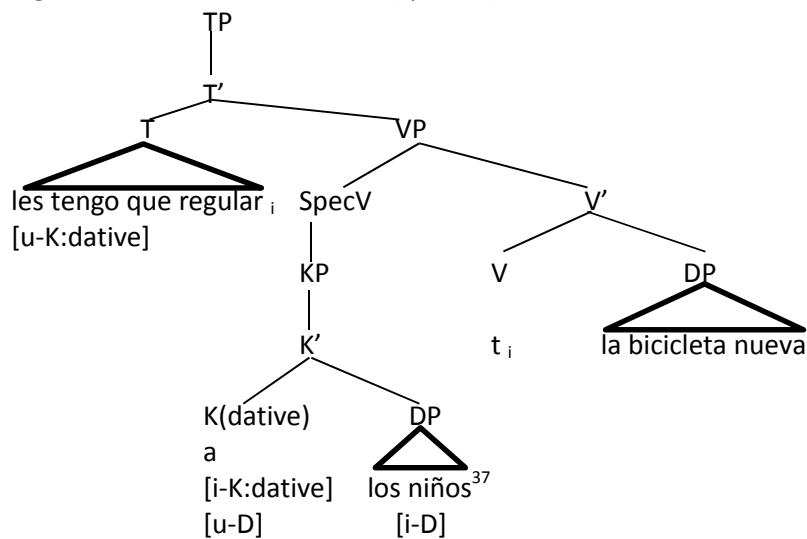 TP
T’
T VP
les tengo que regular i SpecV V’
[u-K:dative]
KP V DP
K’ t i la bicicleta nueva
K(dative) DP
a
[i-K:dative] los niños37
[u-D] [i-D]